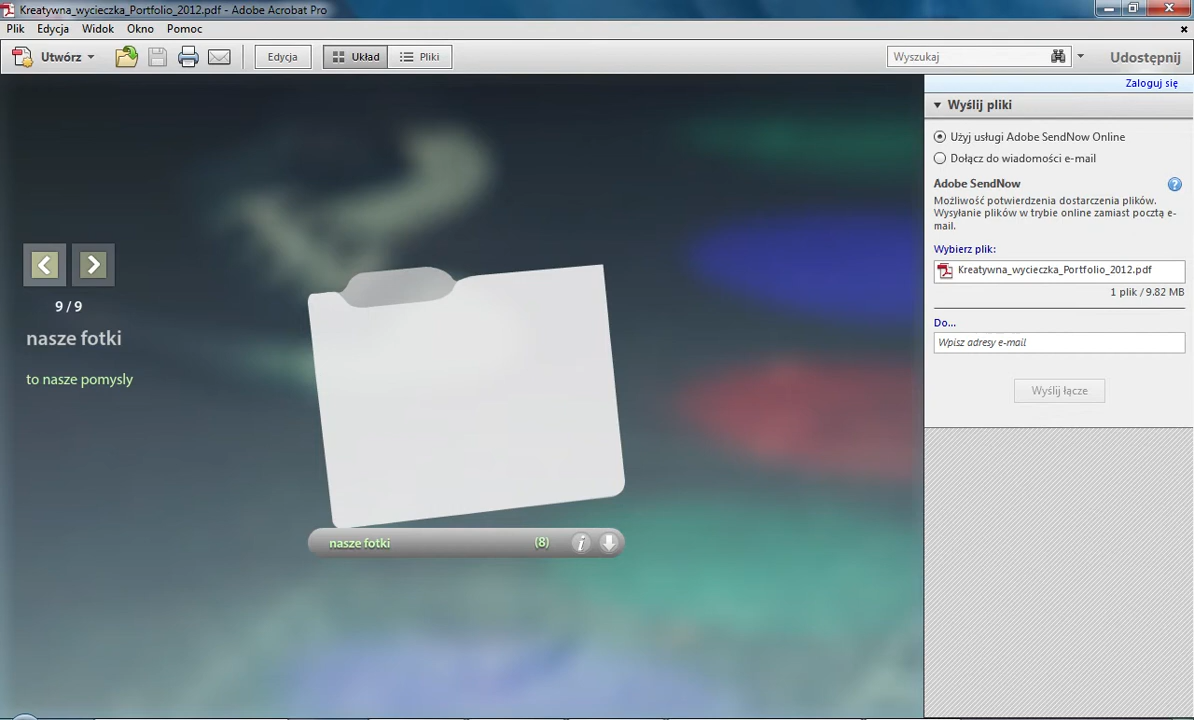 Kreatywna_wycieczka_Portfolio_2012.pdf - Adobe Acrobat Pro
Plik Edycja Widok Okno Pomoc
Utwórz Edycja Układ Pliki Wyszukaj Udostępnij
Zaloguj się
Wyślij pliki
Użyj usługi Adobe SendNow Online
Dołącz do wiadomości e-mail
Adobe SendNow
Możliwość potwierdzenia dostarczenia plików.
Wysyłanie plików w trybie online zamiast pocztą e-
mail.
Wybierz plik:
Kreatywna_wycieczka_Portfolio_2012.pdf
1 plik / 9.82 MB
Do...
Wpisz adresy e-mail
Wyślij łącze
9 / 9
nasze fotki
to nasze pomysly
nasze fotki (8)